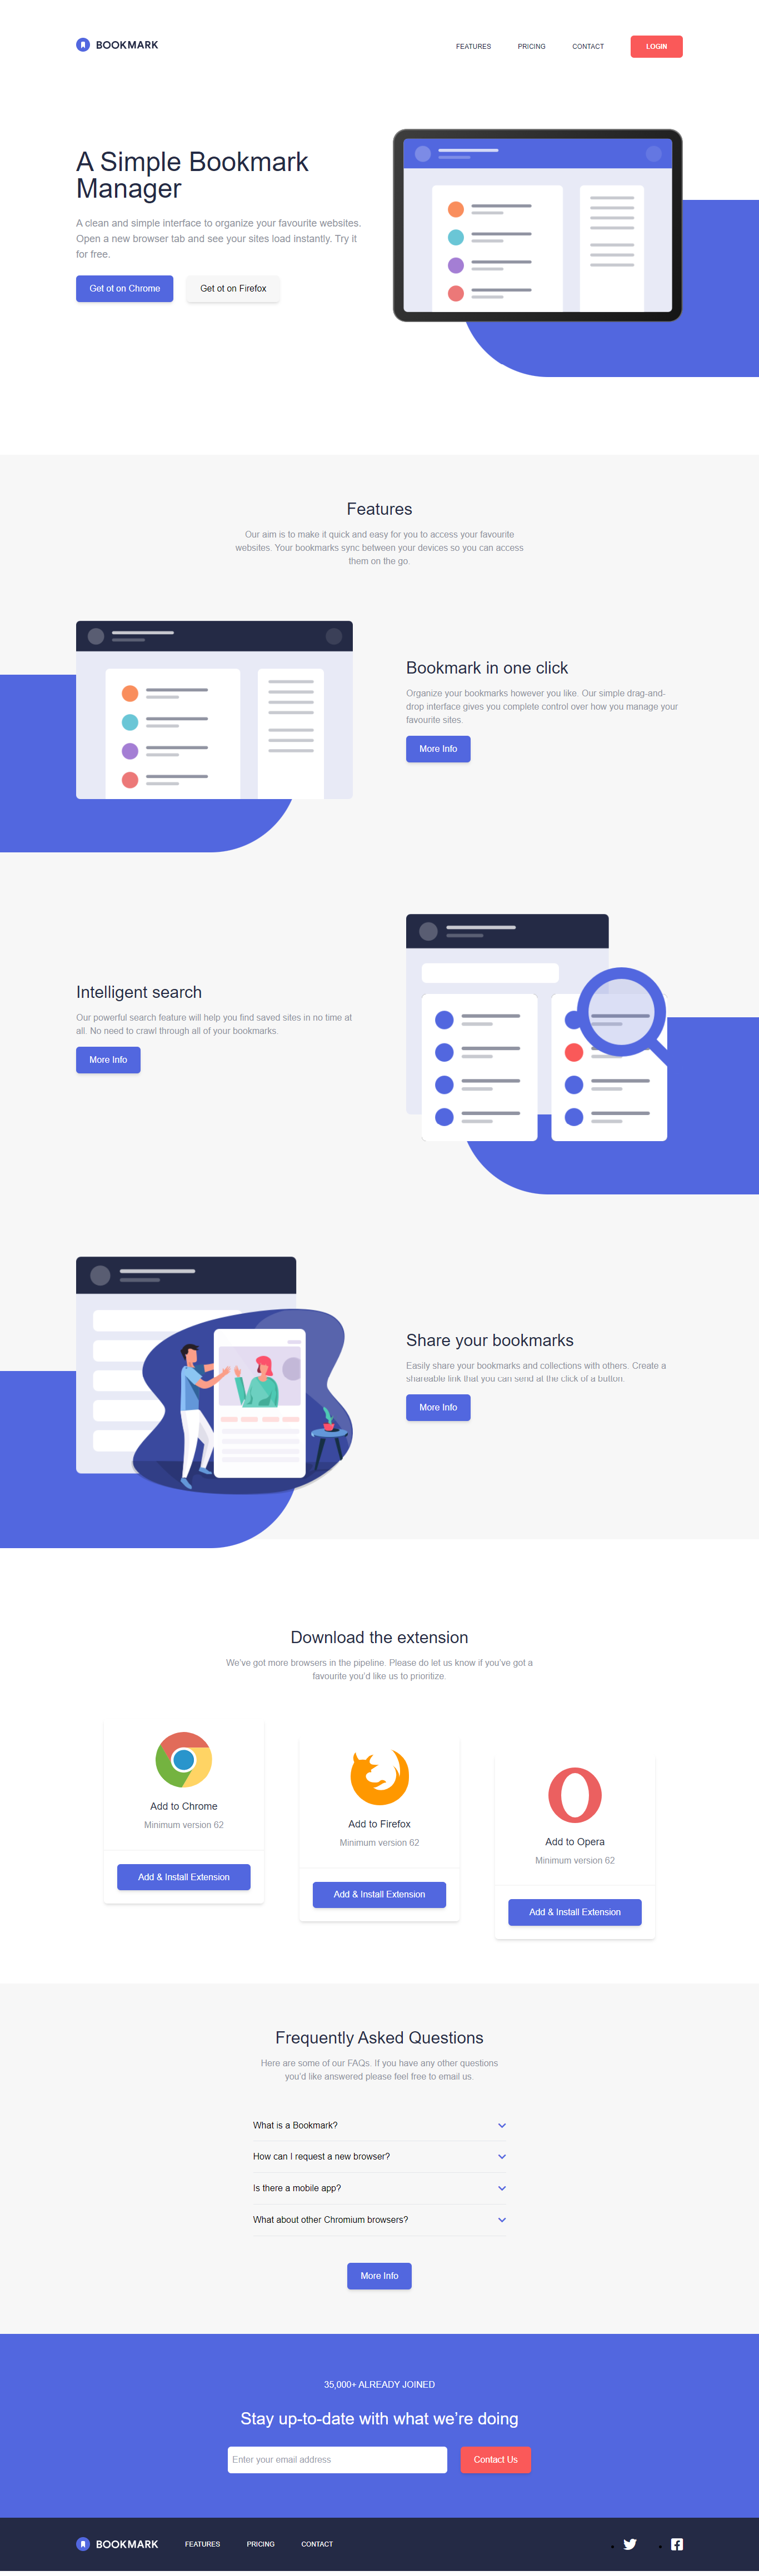 BOOKMARK
FEATURES
PRICING
CONTACT
LOGIN
A Simple Bookmark
Manager
A clean and simple interface to organize your favourite websites.
Open a new browser tab and see your sites load instantly. Try it
for free.
Get ot on Chrome
Get ot on Firefox
Features
Our aim is to make it quick and easy for you to access your favourite
websites. Your bookmarks sync between your devices so you can access
them on the go.
Bookmark in one click
Organize your bookmarks however you like. Our simple drag-and-
drop interface gives you complete control over how you manage your
favourite sites.
More Info
Intelligent search
Our powerful search feature will help you find saved sites in no time at
all. No need to crawl through all of your bookmarks.
More Info
Share your bookmarks
Easily share your bookmarks and collections with others. Create a
shareable link that you can send at the click of a button.
More Info
Download the extension
We've got more browsers in the pipeline. Please do let us know if you've got a
favourite you'd like us to prioritize.
Add to Chrome
Minimum version 62
Add & Install Extension
Add to Firefox
Minimum version 62
Add & Install Extension
Add to Opera
Minimum version 62
Add & Install Extension
Frequently Asked Questions
Here are some of our FAQs. If you have any other questions
you'd like answered please feel free to email us.
What is a Bookmark?
How can I request a new browser?
Is there a mobile app?
What about other Chromium browsers?
More Info
35,000+ ALREADY JOINED
Stay up-to-date with what we're doing
Enter your email address
Contact Us
BOOKMARK
FEATURES
PRICING
CONTACT